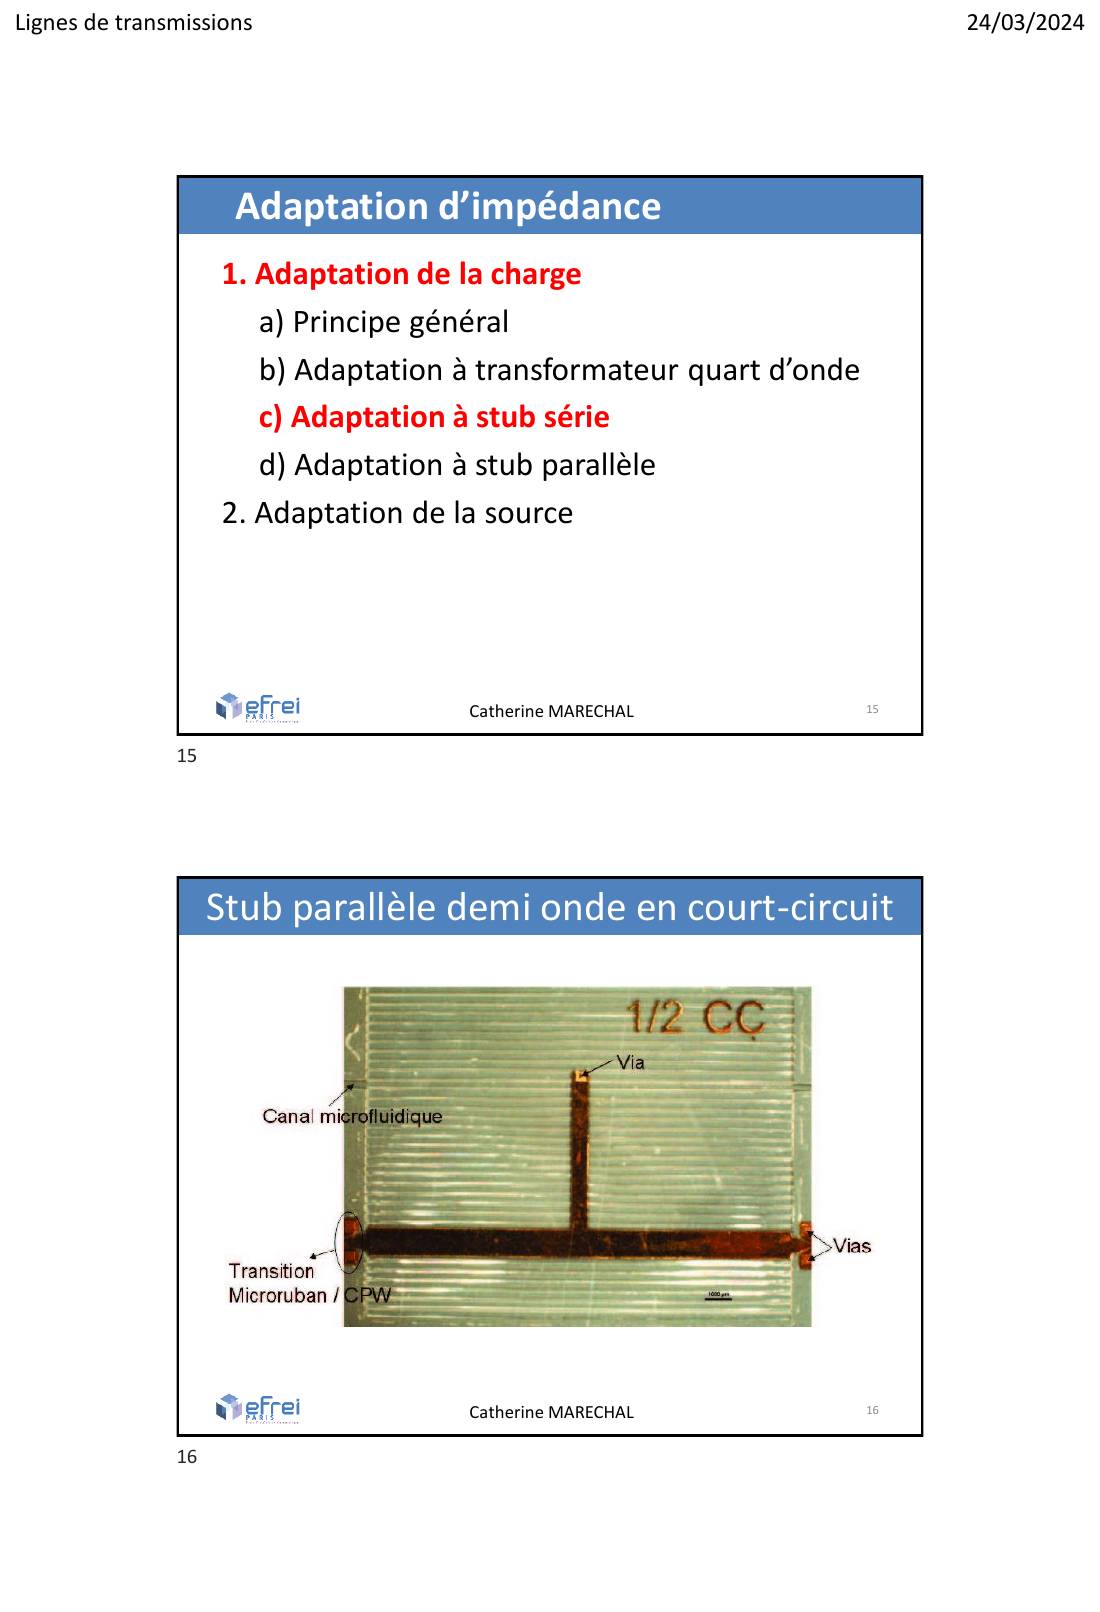 Lignes de transmissions
24/03/2024
Adaptation d’impédance
1. Adaptation de la charge
a) Principe général
b) Adaptation à transformateur quart d’onde
c) Adaptation à stub série
d) Adaptation à stub parallèle
2. Adaptation de la source
efrei
PARIS
Catherine MARECHAL
15
15
Stub parallèle demi onde en court-circuit
1/2 CC
Via
Canal microfluidique
Vias
Transition
Microruban / CPW
1000 µm
efrei
PARIS
Catherine MARECHAL
16
16